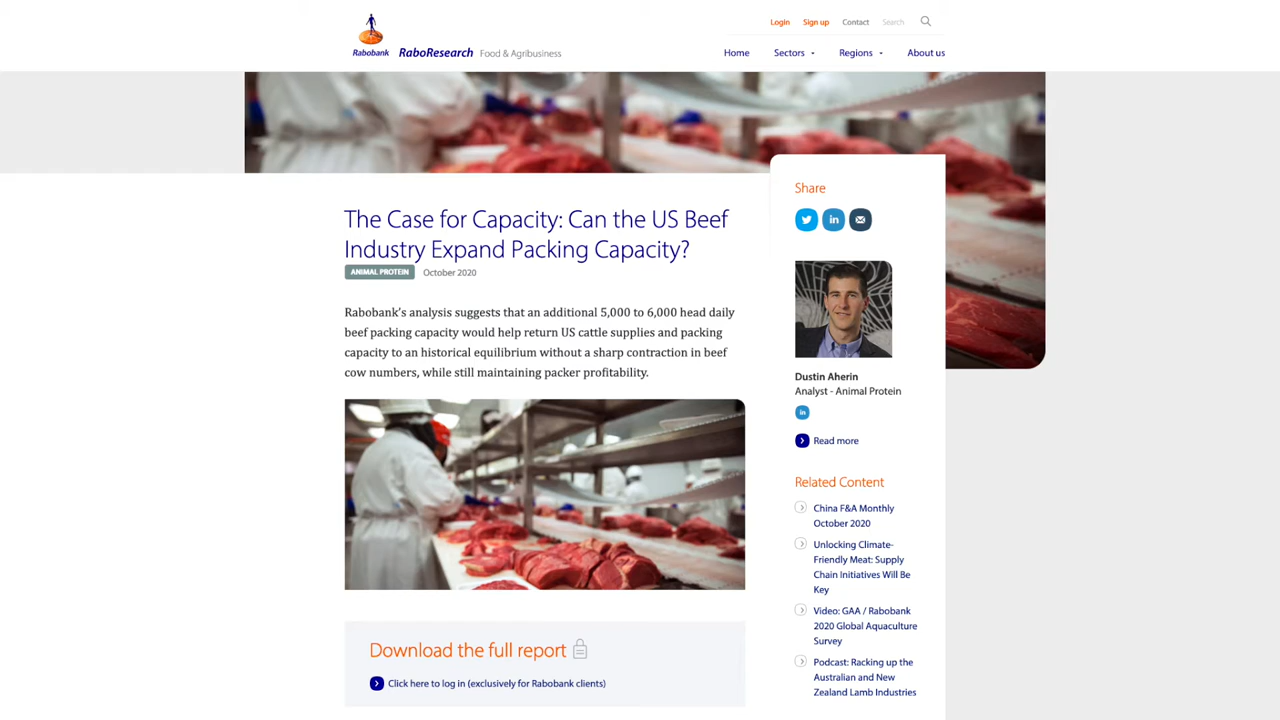 Login Sign up Contact Search
Rabobank RaboResearch Food & Agribusiness
Home Sectors Regions About us
The Case for Capacity: Can the US Beef
Industry Expand Packing Capacity?
ANIMAL PROTEIN October 2020
Rabobank's analysis suggests that an additional 5,000 to 6,000 head daily
beef packing capacity would help return US cattle supplies and packing
capacity to an historical equilibrium without a sharp contraction in beef
cow numbers, while still maintaining packer profitability.
Download the full report
Click here to log in (exclusively for Rabobank clients)
Share
in
Dustin Aherin
Analyst - Animal Protein
in
Read more
Related Content
China F&A Monthly
October 2020
Unlocking Climate-
Friendly Meat: Supply
Chain Initiatives Will Be
Key
Video: GAA / Rabobank
2020 Global Aquaculture
Survey
Podcast: Racking up the
Australian and New
Zealand Lamb Industries